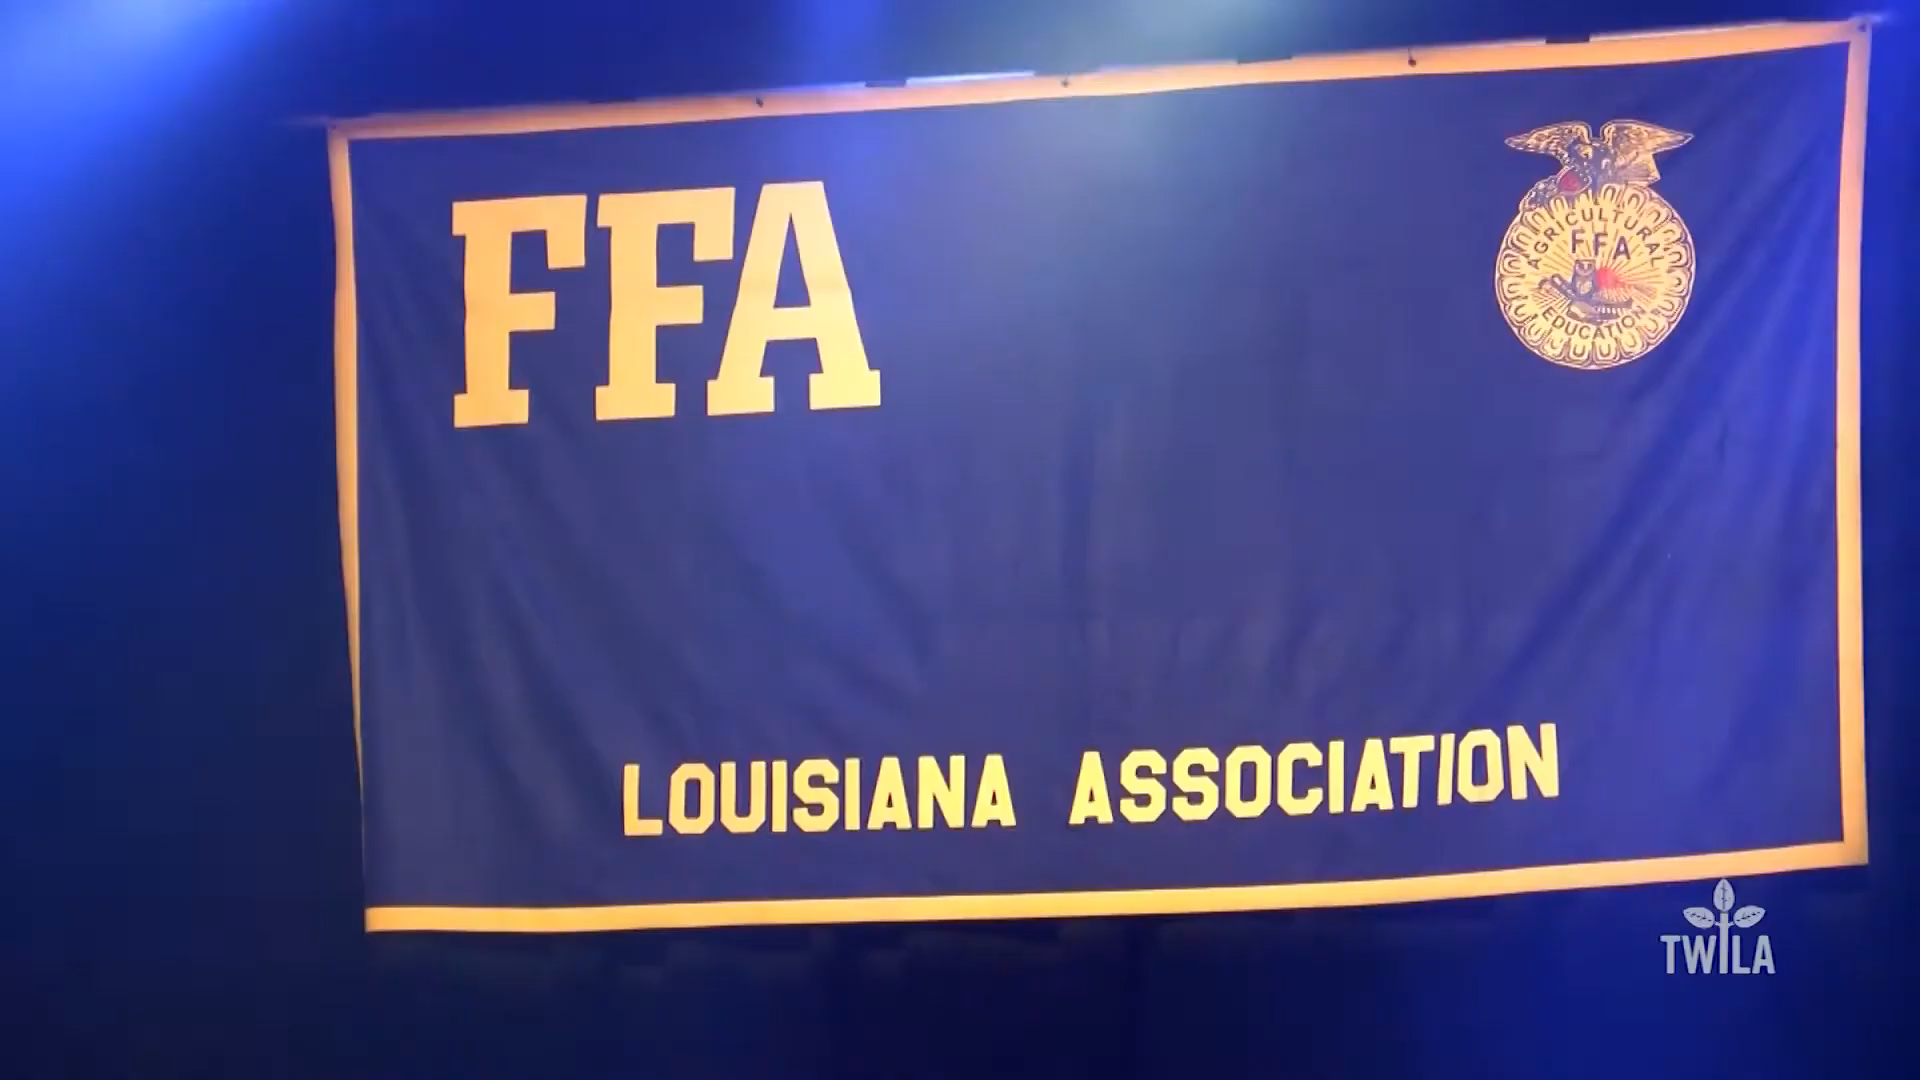 FFA
AGRICULTURAL
FFA
EDUCATION
LOUISIANA ASSOCIATION
TWILA